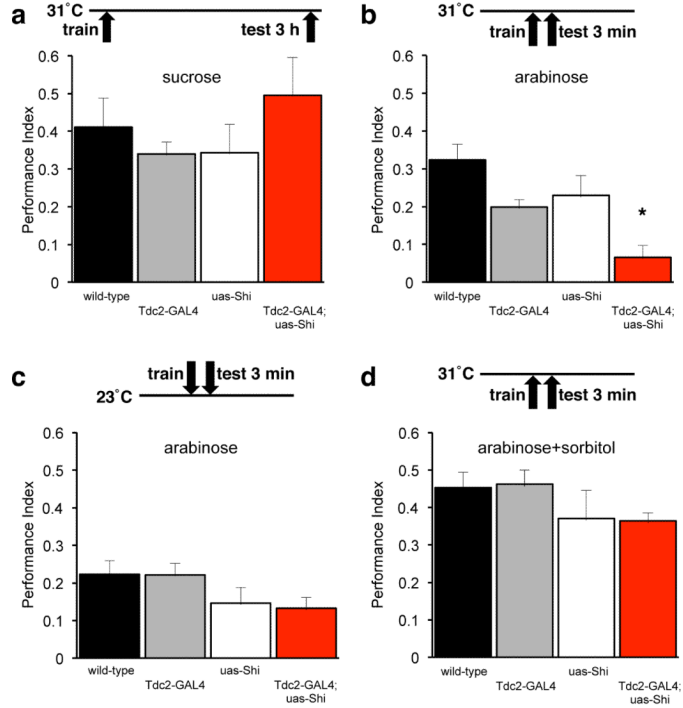 a
31˚C
train
test 3 h
sucrose
Performance Index
0.6
0.5
0.4
0.3
0.2
0.1
0
wild-type
Tdc2-GAL4
uas-Shi
Tdc2-GAL4;
uas-Shi
b
31˚C
train
test 3 min
arabinose
Performance Index
0.6
0.5
0.4
0.3
0.2
0.1
0
*
wild-type
Tdc2-GAL4
uas-Shi
Tdc2-GAL4;
uas-Shi
c
train
test 3 min
23˚C
arabinose
Performance Index
0.6
0.5
0.4
0.3
0.2
0.1
0
wild-type
Tdc2-GAL4
uas-Shi
Tdc2-GAL4;
uas-Shi
d
31˚C
train
test 3 min
arabinose+sorbitol
Performance Index
0.6
0.5
0.4
0.3
0.2
0.1
0
wild-type
Tdc2-GAL4
uas-Shi
Tdc2-GAL4;
uas-Shi